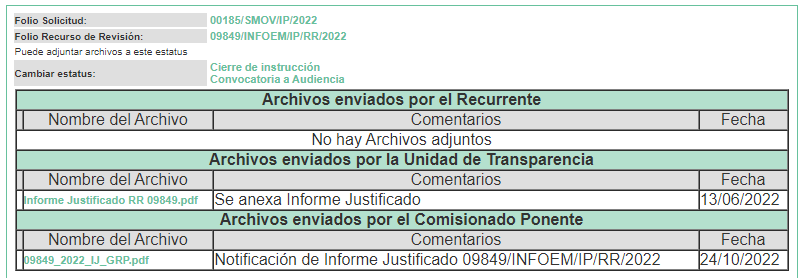 Folio Solicitud: 00185/SMOV/IP/2022
Folio Recurso de Revisión: 09849/INFOEM/IP/RR/2022
Puede adjuntar archivos a este estatus
Cambiar estatus: Cierre de instrucción
Convocatoria a Audiencia
Archivos enviados por el Recurrente
Nombre del Archivo Comentarios Fecha
No hay Archivos adjuntos
Archivos enviados por la Unidad de Transparencia
Nombre del Archivo Comentarios Fecha
Informe Justificado RR 09849.pdf Se anexa Informe Justificado 13/06/2022
Archivos enviados por el Comisionado Ponente
Nombre del Archivo Comentarios Fecha
09849_2022_IJ_GRP.pdf Notificación de Informe Justificado 09849/INFOEM/IP/RR/2022 24/10/2022